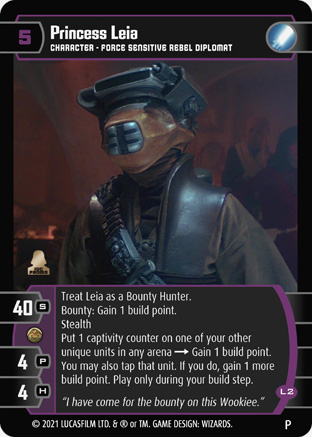 5
Princess Leia
CHARACTER - FORCE SENSITIVE REBEL DIPLOMAT
40 S
4 P
4 H
Treat Leia as a Bounty Hunter.
Bounty: Gain 1 build point.
Stealth
Put 1 captivity counter on one of your other
unique units in any arena → Gain 1 build point.
You may also tap that unit. If you do, gain 1 more
build point. Play only during your build step.
L2
"I have come for the bounty on this Wookiee."
© 2021 LUCASFILM LTD. & ® or TM. GAME DESIGN: WIZARDS.
P